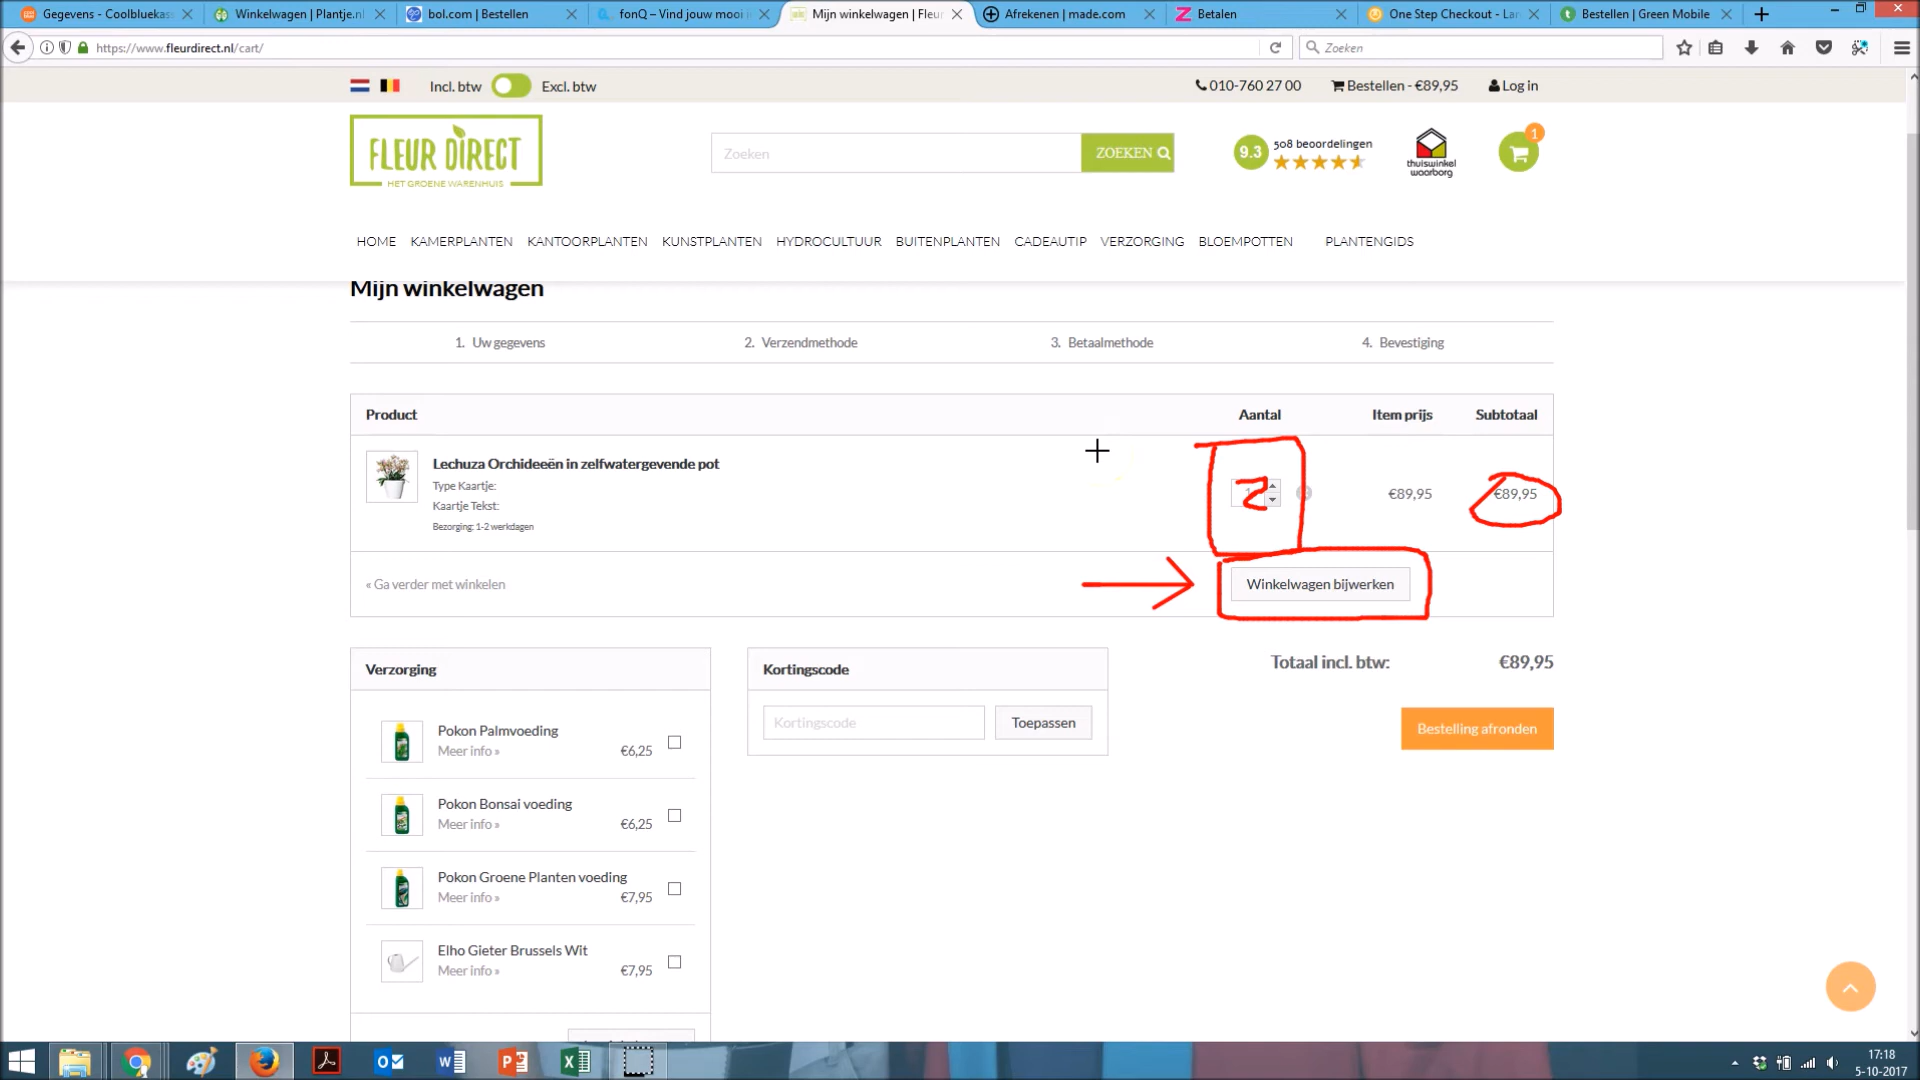 Gegevens - Coolbluekas
Winkelwagen | Plantje.nl
bol.com | Bestellen
fonQ – Vind jouw mooi
Mijn winkelwagen | Fleur
Afrekenen | made.com
Betalen
One Step Checkout - Lar
Bestellen | Green Mobile
https://www.fleurdirect.nl/cart/
Zoeken
Incl. btw
Excl. btw
010-760 27 00
Bestellen - €89,95
Log in
FLEUR DIRECT
HET GROENE WARENHUIS
Zoeken
ZOEKEN
9.3
508 beoordelingen
thuiswinkel
waarborg
1
HOME KAMERPLANTEN KANTOORPLANTEN KUNSTPLANTEN HYDROCULTUUR BUITENPLANTEN CADEAUTIP VERZORGING BLOEMPOTTEN PLANTENGIDS
Mijn winkelwagen
1. Uw gegevens
2. Verzendmethode
3. Betaalmethode
4. Bevestiging
Product Aantal Item prijs Subtotaal
Lechuza Orchideeën in zelfwatergevende pot
Type Kaartje:
Kaartje Tekst:
Bezorging: 1-2 werkdagen
2
€89,95
€89,95
« Ga verder met winkelen
Winkelwagen bijwerken
Verzorging
Pokon Palmvoeding
Meer info »
€6,25
Pokon Bonsai voeding
Meer info »
€6,25
Pokon Groene Planten voeding
Meer info »
€7,95
Elho Gieter Brussels Wit
Meer info »
€7,95
Kortingscode
Kortingscode
Toepassen
Totaal incl. btw: €89,95
Bestelling afronden
17:18
5-10-2017